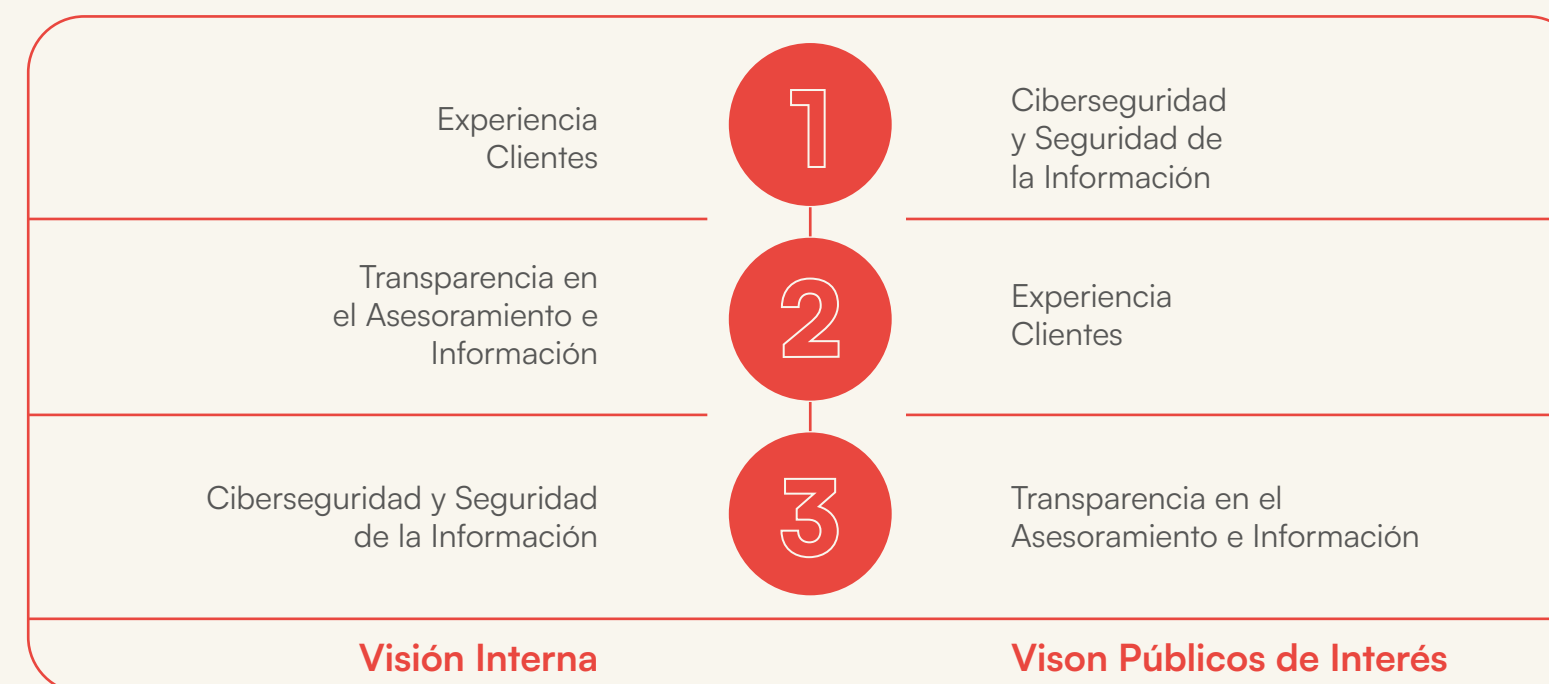 Experiencia
Clientes
1
Ciberseguridad
y Seguridad de
la Información
Transparencia en
el Asesoramiento e
Información
2
Experiencia
Clientes
Ciberseguridad y Seguridad
de la Información
3
Transparencia en el
Asesoramiento e Información
Visión Interna
Vison Públicos de Interés